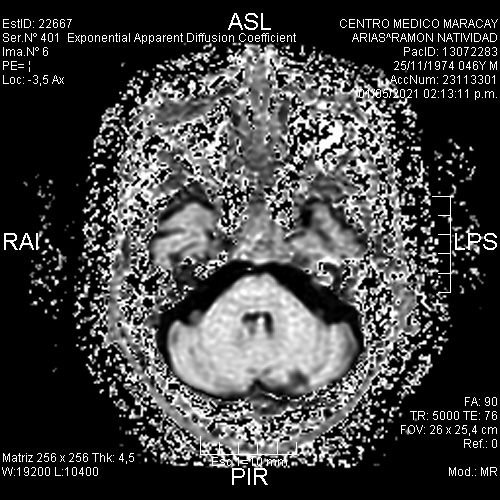 EstID: 22667
Ser.Nº 401 Exponential Apparent Diffusion Coefficient
Ima.Nº 6
PE= ¦
Loc: -3,5 Ax
ASL
CENTRO MEDICO MARACAY
ARIAS^RAMON NATIVIDAD
PacID: 13072283
25/11/1974 046Y M
AccNum: 23113301
01/05/2021 02:13:11 p.m.
RAI
LPS
FA: 90
TR: 5000 TE: 76
FOV: 26 x 25,4 cm
Ref.: 0
Matriz 256 x 256 Thk: 4,5
W:19200 L:10400
Esc.:=10 mm
PIR
Mod.: MR